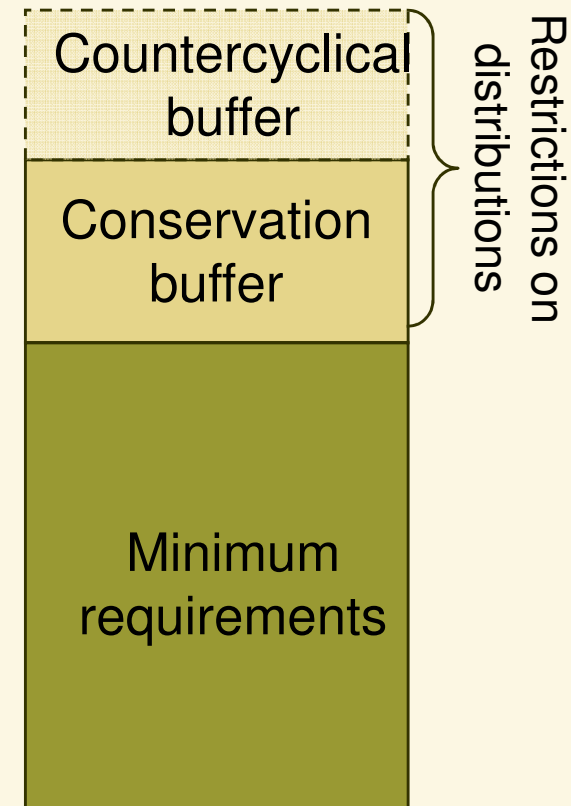 Countercyclical
buffer
Conservation
buffer
Minimum
requirements
Restrictions on
distributions